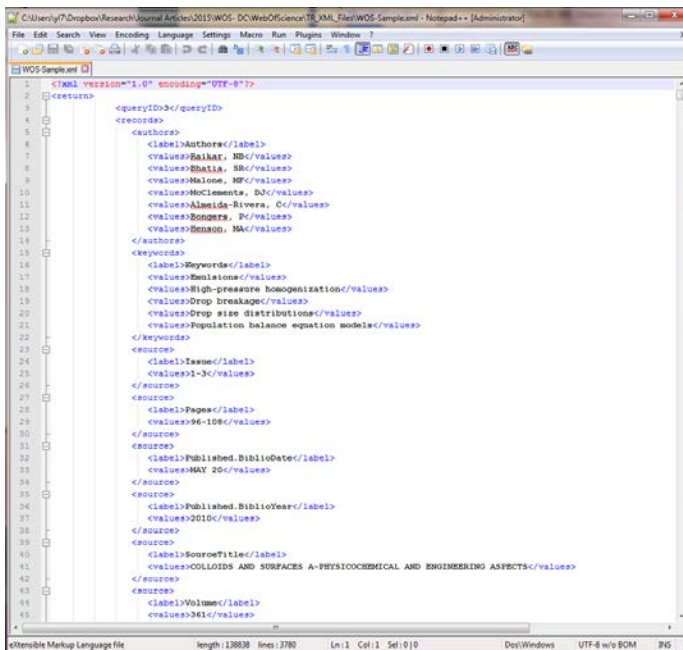 C:\Users\yl7\Dropbox\Research\Journal Articles\2015\WOS- DC\WebOfScience\TR_XML_Files\WOS-Sample.xml - Notepad++ [Administrator]
File Edit Search View Encoding Language Settings Macro Run Plugins Window ?
WOS-Sample.xml
1 <?xml version="1.0" encoding="UTF-8"?>
2 <return>
3 <queryID>3</queryID>
4 <records>
5 <authors>
6 <label>Authors</label>
7 <values>Raikar, NB</values>
8 <values>Bhatia, SR</values>
9 <values>Malone, MF</values>
10 <values>McClements, DJ</values>
11 <values>Almeida-Rivera, C</values>
12 <values>Bongers, P</values>
13 <values>Henson, MA</values>
14 </authors>
15 <keywords>
16 <label>Keywords</label>
17 <values>Emulsions</values>
18 <values>High-pressure homogenization</values>
19 <values>Drop breakage</values>
20 <values>Drop size distributions</values>
21 <values>Population balance equation models</values>
22 </keywords>
23 <source>
24 <label>Issue</label>
25 <values>1-3</values>
26 </source>
27 <source>
28 <label>Pages</label>
29 <values>96-108</values>
30 </source>
31 <source>
32 <label>Published.BiblioDate</label>
33 <values>MAY 20</values>
34 </source>
35 <source>
36 <label>Published.BiblioYear</label>
37 <values>2010</values>
38 </source>
39 <source>
40 <label>SourceTitle</label>
41 <values>COLLOIDS AND SURFACES A-PHYSICOCHEMICAL AND ENGINEERING ASPECTS</values>
42 </source>
43 <source>
44 <label>Volume</label>
45 <values>361</values>
eXtensible Markup Language file length : 138838 lines : 3780 Ln : 1 Col : 1 Sel : 0 | 0 Dos\Windows UTF-8 w/o BOM INS